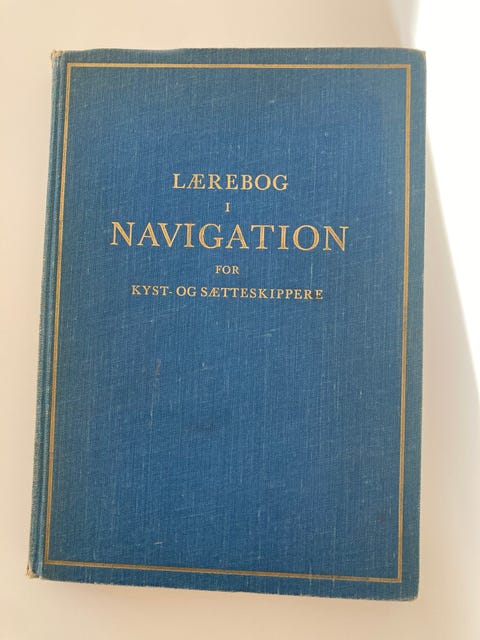 LÆREBOG
I
NAVIGATION
FOR
KYST- OG SÆTTESKIPPERE